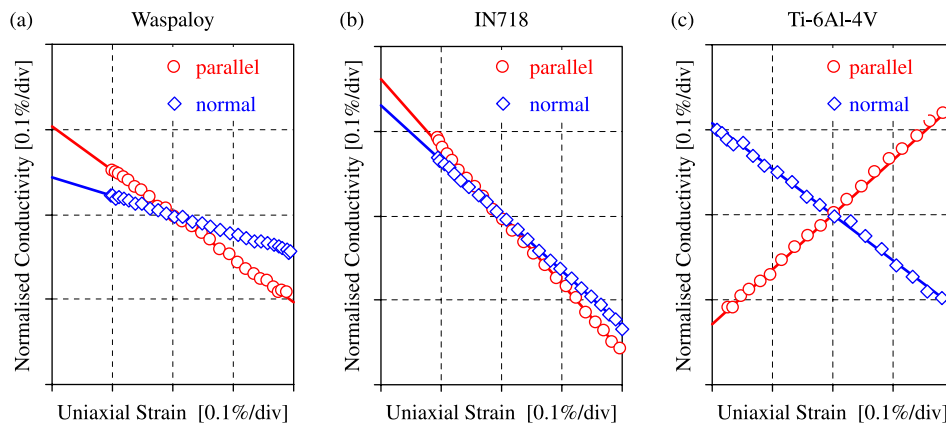 (a) Waspaloy
parallel
normal
Normalised Conductivity [0.1%/div]
Uniaxial Strain [0.1%/div]
(b) IN718
parallel
normal
Normalised Conductivity [0.1%/div]
Uniaxial Strain [0.1%/div]
(c) Ti-6Al-4V
parallel
normal
Normalised Conductivity [0.1%/div]
Uniaxial Strain [0.1%/div]